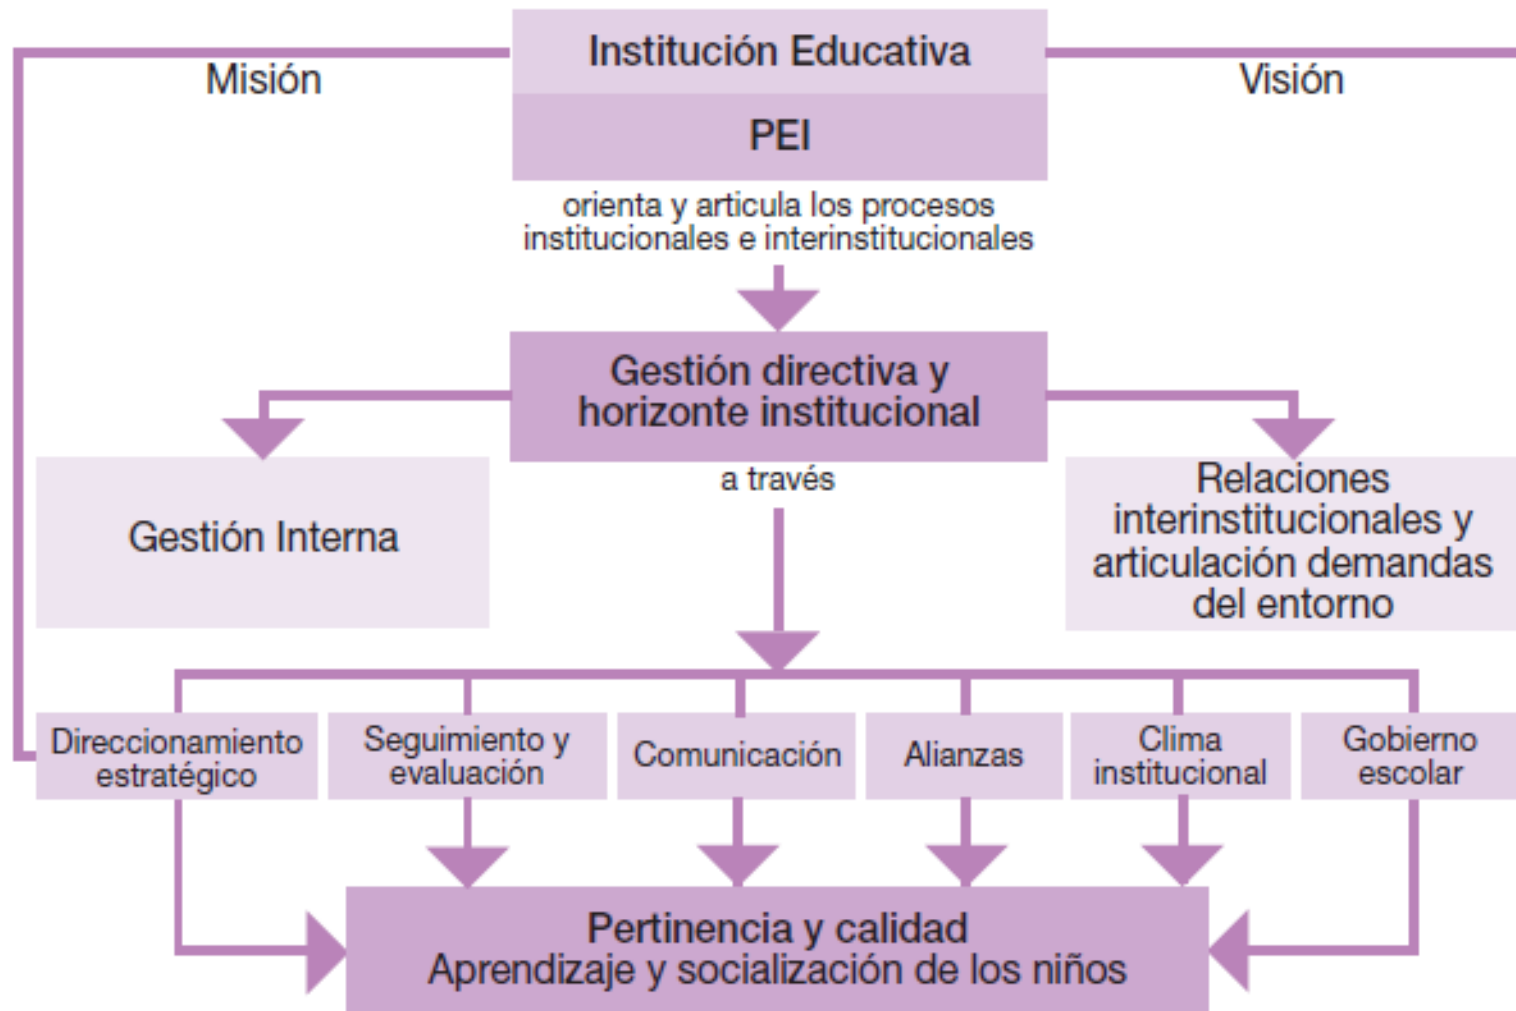 Institución Educativa
Misión
Visión
PEI
orienta y articula los procesos
institucionales e interinstitucionales
Gestión directiva y
horizonte institucional
a través
Gestión Interna
Relaciones
interinstitucionales y
articulación demandas
del entorno
Direccionamiento
estratégico
Seguimiento y
evaluación
Comunicación
Alianzas
Clima
institucional
Gobierno
escolar
Pertinencia y calidad
Aprendizaje y socialización de los niños